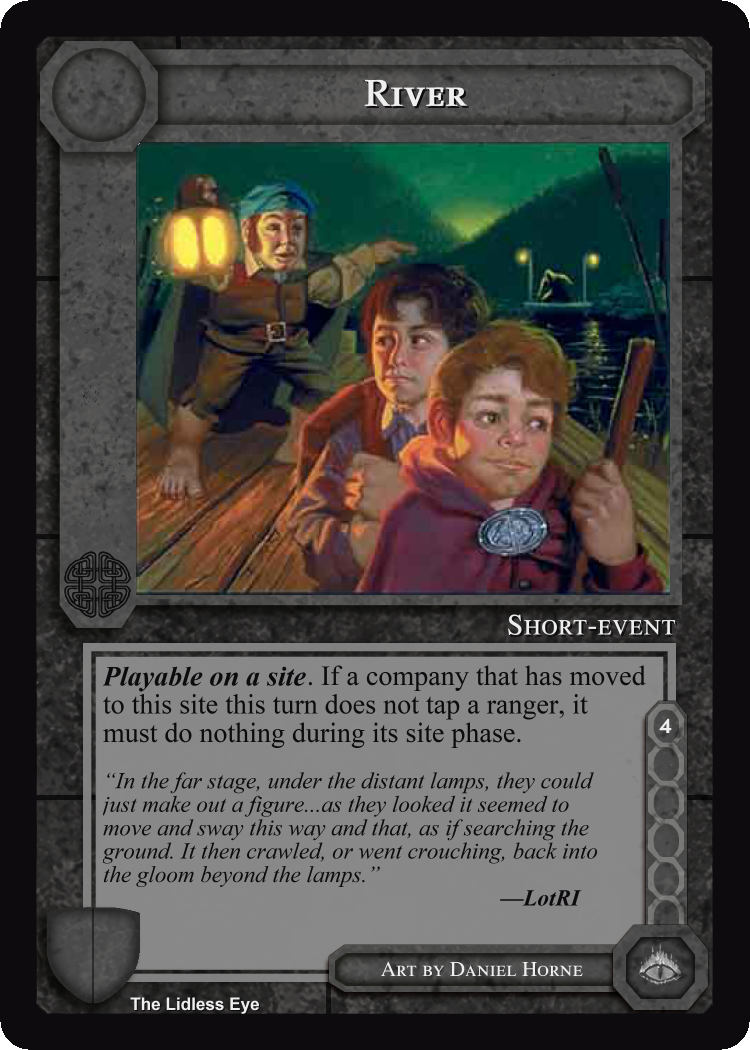 RIVER
SHORT-EVENT
Playable on a site. If a company that has moved
to this site this turn does not tap a ranger, it
must do nothing during its site phase.
4
“In the far stage, under the distant lamps, they could
just make out a figure...as they looked it seemed to
move and sway this way and that, as if searching the
ground. It then crawled, or went crouching, back into
the gloom beyond the lamps.”
—LotRI
ART BY DANIEL HORNE
The Lidless Eye